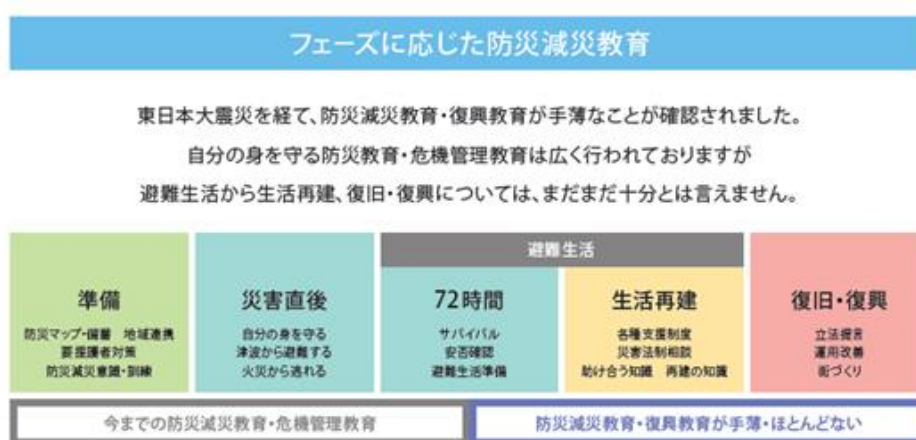 フェーズに応じた防災減災教育
東日本大震災を経て、防災減災教育・復興教育が手薄なことが確認されました。
自分の身を守る防災教育・危機管理教育は広く行われておりますが
避難生活から生活再建、復旧・復興については、まだまだ十分とは言えません。
準備
防災マップ・備蓄 地域連携
要援護者対策
防災減災意識・訓練
災害直後
自分の身を守る
津波から避難する
火災から逃れる
避難生活
72時間
サバイバル
安否確認
避難生活準備
生活再建
各種支援制度
災害法制相談
助け合う知識 再建の知識
復旧・復興
立法提言
運用改善
街づくり
今までの防災減災教育・危機管理教育
防災減災教育・復興教育が手薄・ほとんどない